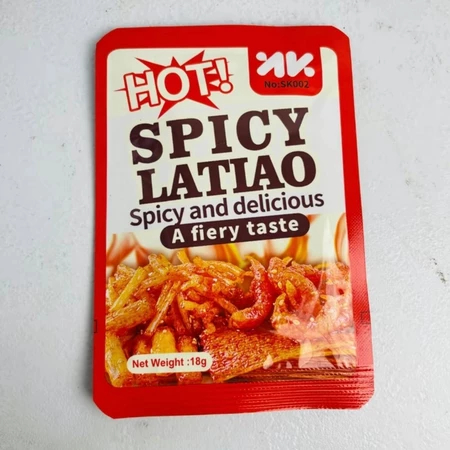 HOT!
No:SK002
SPICY
LATIAO
Spicy and delicious
A fiery taste
Net Weight :18g